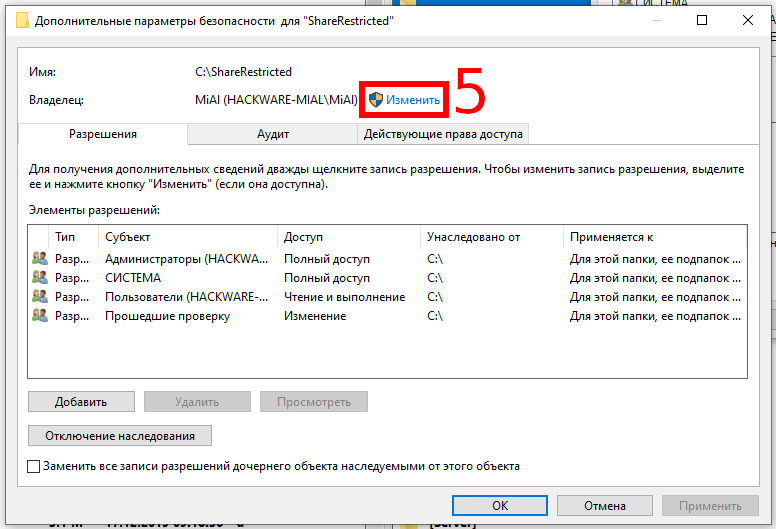 СИСТЕМА
Дополнительные параметры безопасности для "ShareRestricted"
Имя: C:\ShareRestricted
Владелец: MiAl (HACKWARE-MIAL\MiAl) Изменить 5
Разрешения Аудит Действующие права доступа
Для получения дополнительных сведений дважды щелкните запись разрешения. Чтобы изменить запись разрешения, выделите
ее и нажмите кнопку "Изменить" (если она доступна).
Элементы разрешений:
Тип Субъект Доступ Унаследовано от Применяется к
Разр... Администраторы (HACKWA... Полный доступ C:\ Для этой папки, ее подпапок ...
Разр... СИСТЕМА Полный доступ C:\ Для этой папки, ее подпапок ...
Разр... Пользователи (HACKWARE-... Чтение и выполнение C:\ Для этой папки, ее подпапок ...
Разр... Прошедшие проверку Изменение C:\ Для этой папки, ее подпапок ...
Добавить Удалить Просмотреть
Отключение наследования
Заменить все записи разрешений дочернего объекта наследуемыми от этого объекта
OK Отмена Применить
[Server]